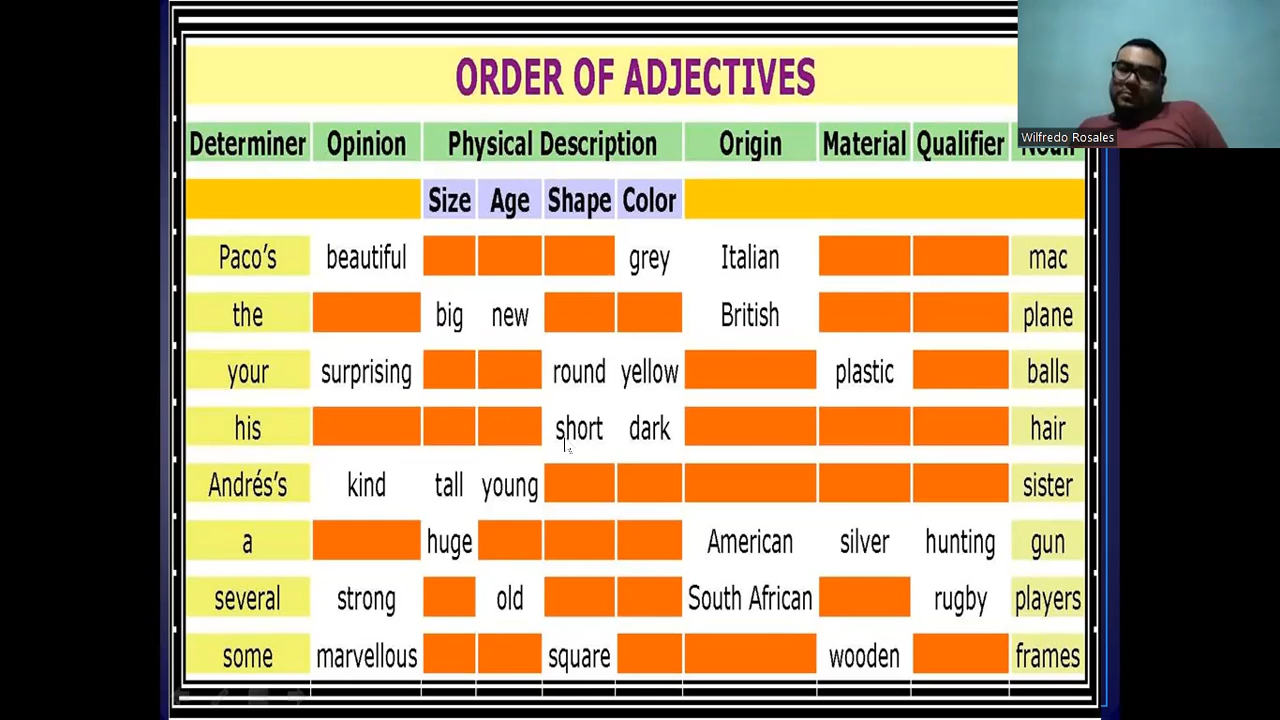 ORDER OF ADJECTIVES
Wilfredo Rosales
Determiner Opinion Physical Description Origin Material Qualifier Noun
Size Age Shape Color
Paco's beautiful grey Italian mac
the big new British plane
your surprising round yellow plastic balls
his short dark hair
Andrés's kind tall young sister
a huge American silver hunting gun
several strong old South African rugby players
some marvellous square wooden frames